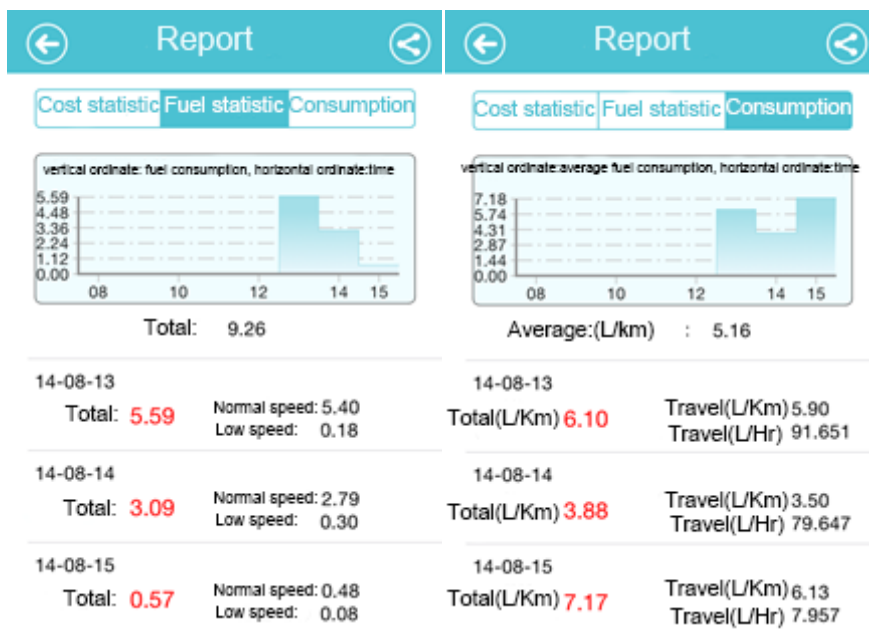 Report
Cost statistic Fuel statistic Consumption
vertical ordinate: fuel consumption, horizontal ordinate:time
5.59
4.48
3.36
2.24
1.12
0.00
08 10 12 14 15
Total: 9.26
14-08-13
Total: 5.59
Normal speed: 5.40
Low speed: 0.18
14-08-14
Total: 3.09
Normal speed: 2.79
Low speed: 0.30
14-08-15
Total: 0.57
Normal speed: 0.48
Low speed: 0.08
Report
Cost statistic Fuel statistic Consumption
vertical ordinate:average fuel consumption, horizontal ordinate:time
7.18
5.74
4.31
2.87
1.44
0.00
08 10 12 14 15
Average:(L/km) : 5.16
14-08-13
Total(L/Km) 6.10
Travel(L/Km) 5.90
Travel(L/Hr) 91.651
14-08-14
Total(L/Km) 3.88
Travel(L/Km) 3.50
Travel(L/Hr) 79.647
14-08-15
Total(L/Km) 7.17
Travel(L/Km) 6.13
Travel(L/Hr) 7.957